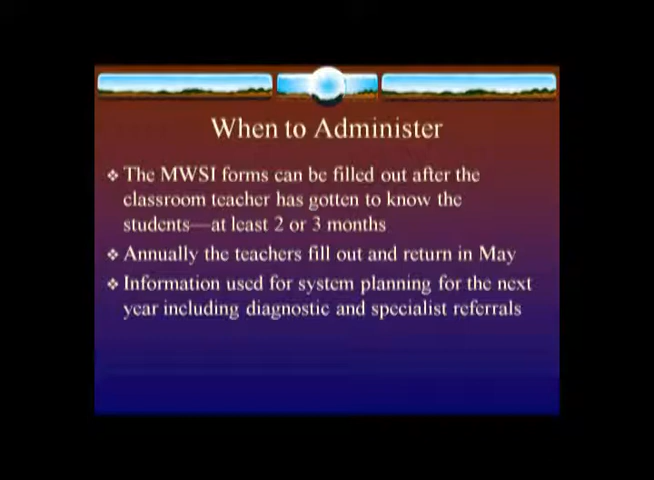 When to Administer
❖ The MWSI forms can be filled out after the
classroom teacher has gotten to know the
students—at least 2 or 3 months
❖ Annually the teachers fill out and return in May
❖ Information used for system planning for the next
year including diagnostic and specialist referrals